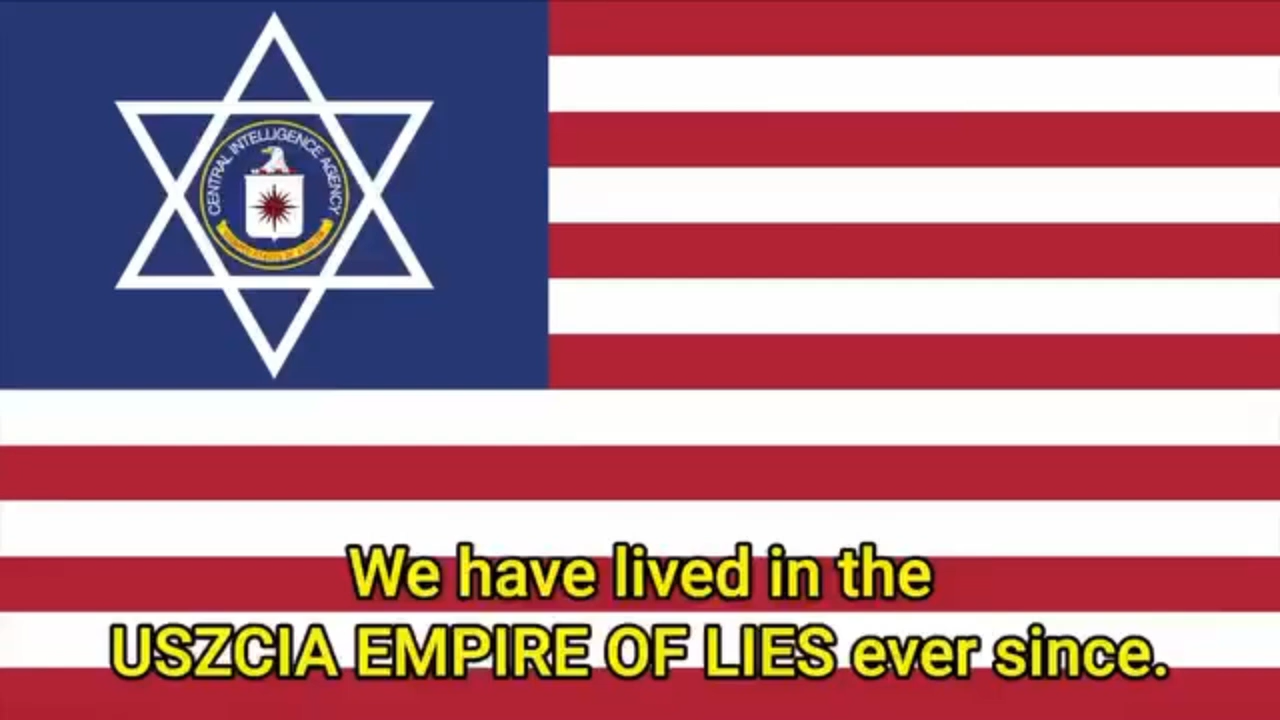 CENTRAL INTELLIGENCE AGENCY
We have lived in the
USZCIA EMPIRE OF LIES ever since.